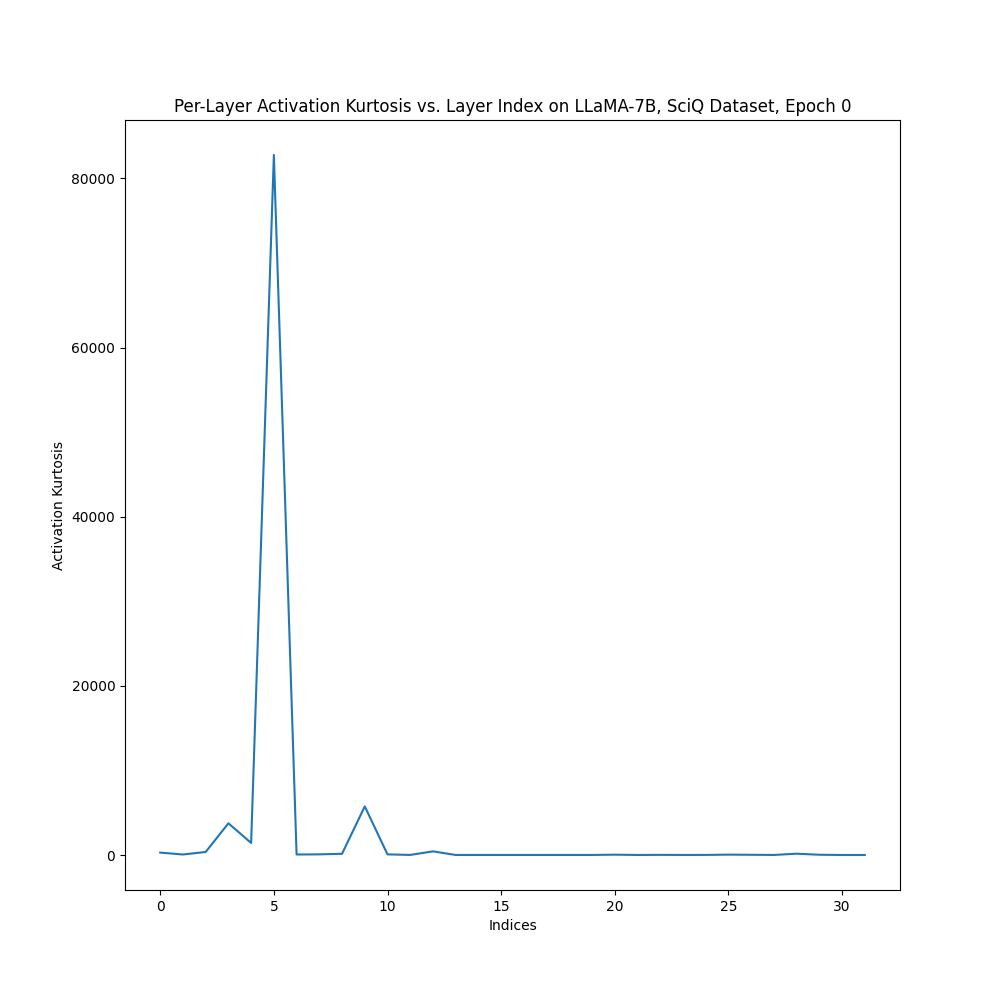 Per-Layer Activation Kurtosis vs. Layer Index on LLaMA-7B, SciQ Dataset, Epoch 0
80000
60000
40000
20000
0
Activation Kurtosis
0 5 10 15 20 25 30
Indices